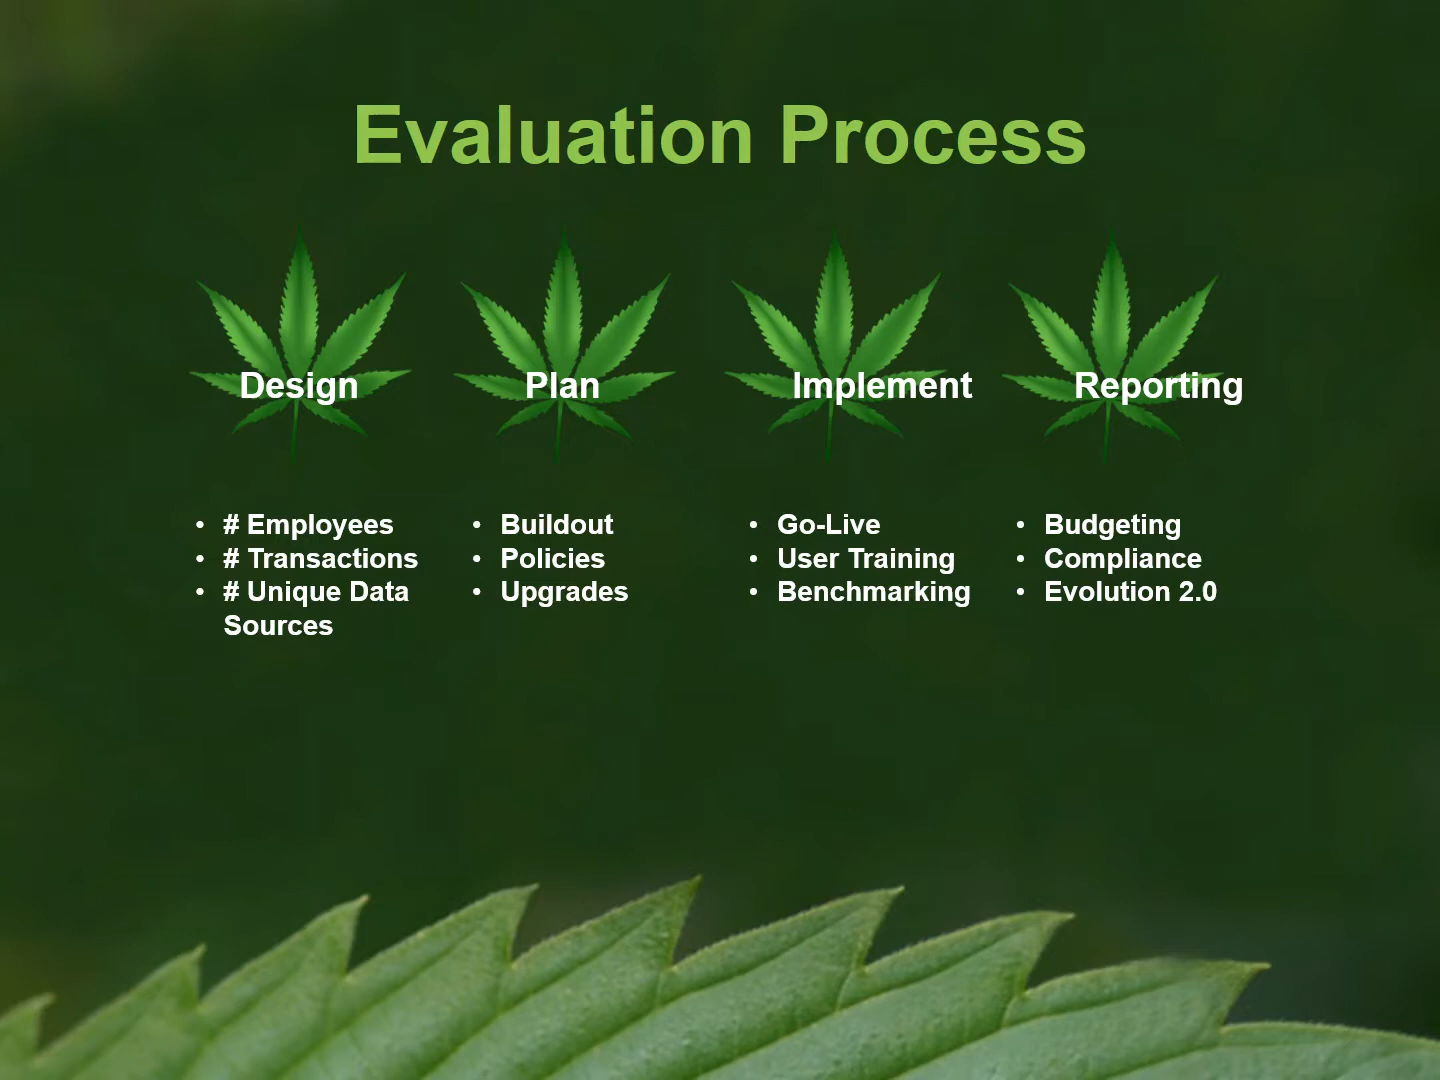 Evaluation Process
Design
Plan
Implement
Reporting
• # Employees
• # Transactions
• # Unique Data
Sources
• Buildout
• Policies
• Upgrades
• Go-Live
• User Training
• Benchmarking
• Budgeting
• Compliance
• Evolution 2.0